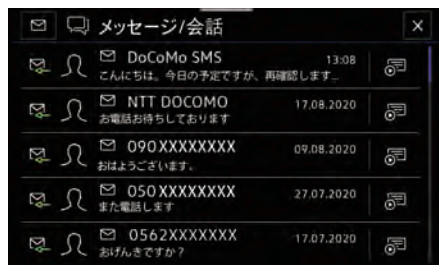 メッセージ/会話
DoCoMo SMS 13:08
こんにちは。今日の予定ですが、再確認します...
NTT DOCOMO 17.08.2020
お電話お待ちしております
090XXXXXXXX 09.08.2020
おはようございます。
050XXXXXXXX 27.07.2020
また電話します
0562XXXXXXX 17.07.2020
おげんきですか？